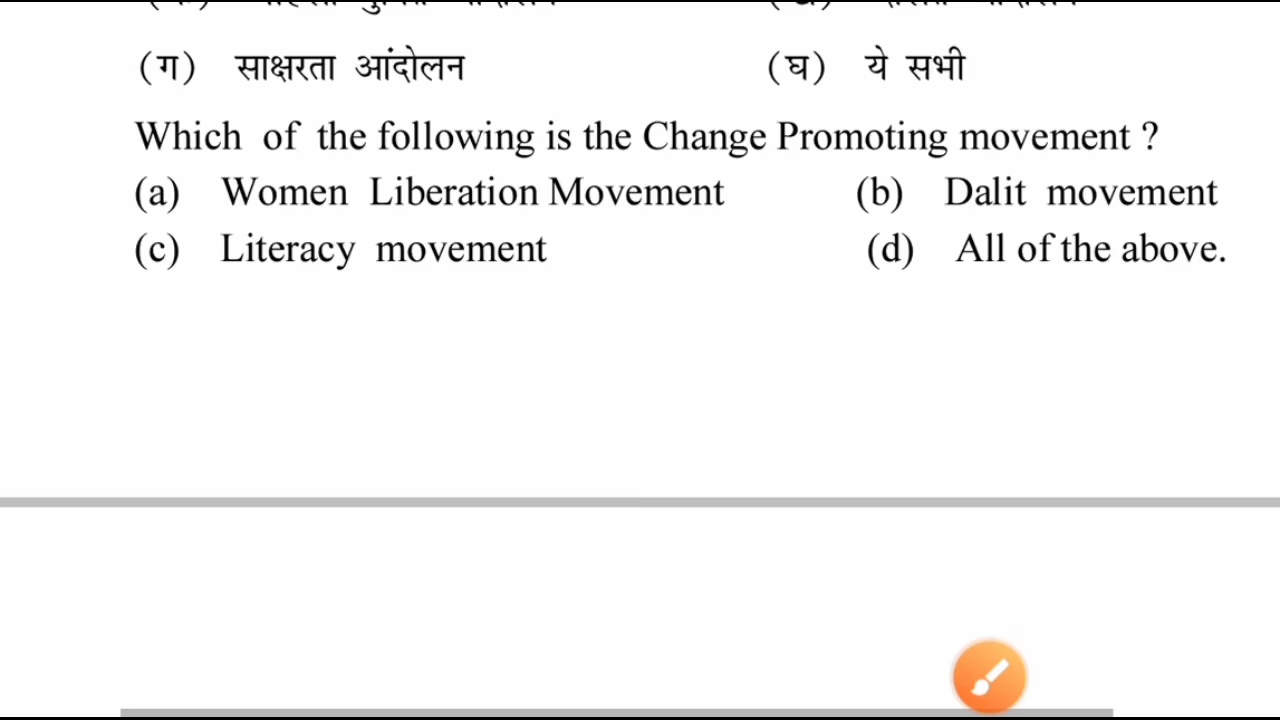 (ग) साक्षरता आंदोलन (घ) ये सभी
Which of the following is the Change Promoting movement ?
(a) Women Liberation Movement (b) Dalit movement
(c) Literacy movement (d) All of the above.